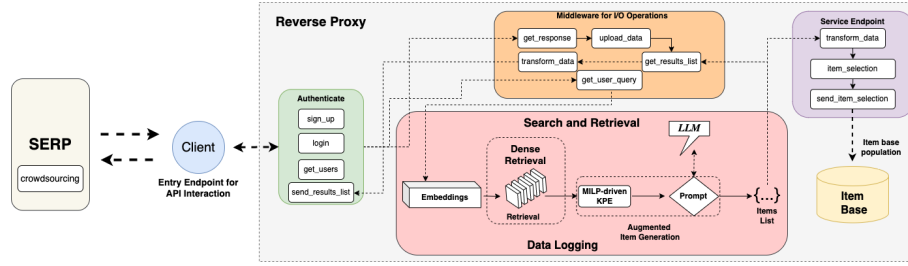 Reverse Proxy
Middleware for I/O Operations
get_response
upload_data
transform_data
get_results_list
get_user_query
Service Endpoint
transform_data
item_selection
send_item_selection
Item base
population
Item
Base
SERP
crowdsourcing
Client
Entry Endpoint for
API Interaction
Authenticate
sign_up
login
get_users
send_results_list
Search and Retrieval
LLM
Dense
Retrieval
Embeddings
Retrieval
MILP-driven
KPE
Prompt
{...}
Items
List
Augmented
Item Generation
Data Logging